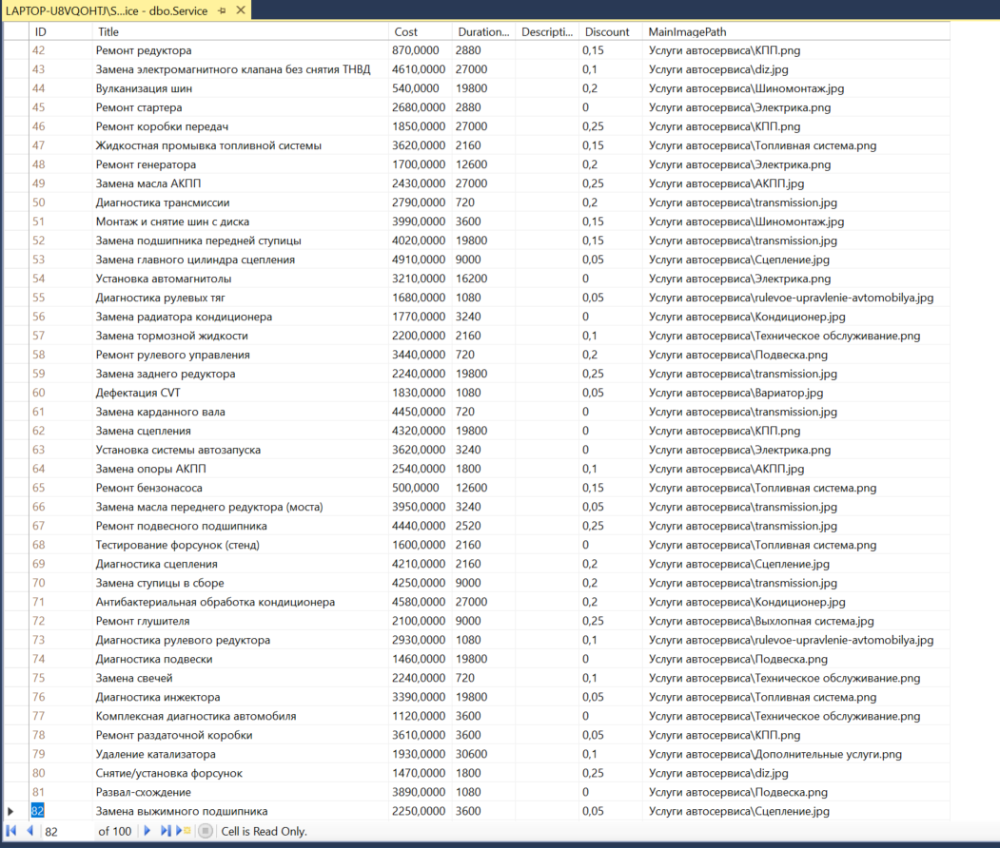 LAPTOP-U8VQOHTJ\S...ice - dbo.Service
ID Title Cost Duration... Descripti... Discount MainImagePath
42 Ремонт редуктора 870,0000 2880 0,15 Услуги автосервиса\КПП.png
43 Замена электромагнитного клапана без снятия ТНВД 4610,0000 27000 0,1 Услуги автосервиса\diz.jpg
44 Вулканизация шин 540,0000 19800 0,2 Услуги автосервиса\Шиномонтаж.jpg
45 Ремонт стартера 2680,0000 2880 0 Услуги автосервиса\Электрика.png
46 Ремонт коробки передач 1850,0000 27000 0,25 Услуги автосервиса\КПП.png
47 Жидкостная промывка топливной системы 3620,0000 2160 0,15 Услуги автосервиса\Топливная система.png
48 Ремонт генератора 1700,0000 12600 0,2 Услуги автосервиса\Электрика.png
49 Замена масла АКПП 2430,0000 27000 0,25 Услуги автосервиса\АКПП.jpg
50 Диагностика трансмиссии 2790,0000 720 0,2 Услуги автосервиса\transmission.jpg
51 Монтаж и снятие шин с диска 3990,0000 3600 0,15 Услуги автосервиса\Шиномонтаж.jpg
52 Замена подшипника передней ступицы 4020,0000 19800 0,15 Услуги автосервиса\transmission.jpg
53 Замена главного цилиндра сцепления 4910,0000 9000 0,05 Услуги автосервиса\Сцепление.jpg
54 Установка автомагнитолы 3210,0000 16200 0 Услуги автосервиса\Электрика.png
55 Диагностика рулевых тяг 1680,0000 1080 0,05 Услуги автосервиса\rulevoe-upravlenie-avtomobilya.jpg
56 Замена радиатора кондиционера 1770,0000 3240 0 Услуги автосервиса\Кондиционер.jpg
57 Замена тормозной жидкости 2200,0000 2160 0,1 Услуги автосервиса\Техническое обслуживание.png
58 Ремонт рулевого управления 3440,0000 720 0,2 Услуги автосервиса\Подвеска.png
59 Замена заднего редуктора 2240,0000 19800 0,25 Услуги автосервиса\transmission.jpg
60 Дефектация CVT 1830,0000 1080 0,05 Услуги автосервиса\Вариатор.jpg
61 Замена карданного вала 4450,0000 720 0 Услуги автосервиса\transmission.jpg
62 Замена сцепления 4320,0000 19800 0 Услуги автосервиса\КПП.png
63 Установка системы автозапуска 3620,0000 3240 0 Услуги автосервиса\Электрика.png
64 Замена опоры АКПП 2540,0000 1800 0,1 Услуги автосервиса\АКПП.jpg
65 Ремонт бензонасоса 500,0000 12600 0,15 Услуги автосервиса\Топливная система.png
66 Замена масла переднего редуктора (моста) 3950,0000 3240 0,05 Услуги автосервиса\transmission.jpg
67 Ремонт подвесного подшипника 4440,0000 2520 0,25 Услуги автосервиса\transmission.jpg
68 Тестирование форсунок (стенд) 1600,0000 2160 0 Услуги автосервиса\Топливная система.png
69 Диагностика сцепления 4210,0000 2160 0,2 Услуги автосервиса\Сцепление.jpg
70 Замена ступицы в сборе 4250,0000 9000 0,2 Услуги автосервиса\transmission.jpg
71 Антибактериальная обработка кондиционера 4580,0000 27000 0,2 Услуги автосервиса\Кондиционер.jpg
72 Ремонт глушителя 2100,0000 9000 0,25 Услуги автосервиса\Выхлопная система.jpg
73 Диагностика рулевого редуктора 2930,0000 1080 0,1 Услуги автосервиса\rulevoe-upravlenie-avtomobilya.jpg
74 Диагностика подвески 1460,0000 19800 0 Услуги автосервиса\Подвеска.png
75 Замена свечей 2240,0000 720 0,1 Услуги автосервиса\Техническое обслуживание.png
76 Диагностика инжектора 3390,0000 19800 0,05 Услуги автосервиса\Топливная система.png
77 Комплексная диагностика автомобиля 1120,0000 3600 0 Услуги автосервиса\Техническое обслуживание.png
78 Ремонт раздаточной коробки 3610,0000 3600 0,05 Услуги автосервиса\КПП.png
79 Удаление катализатора 1930,0000 30600 0,1 Услуги автосервиса\Дополнительные услуги.png
80 Снятие/установка форсунок 1470,0000 1800 0,25 Услуги автосервиса\diz.jpg
81 Развал-схождение 3890,0000 1080 0 Услуги автосервиса\Подвеска.png
82 Замена выжимного подшипника 2250,0000 3600 0,05 Услуги автосервиса\Сцепление.jpg
82 of 100 Cell is Read Only.